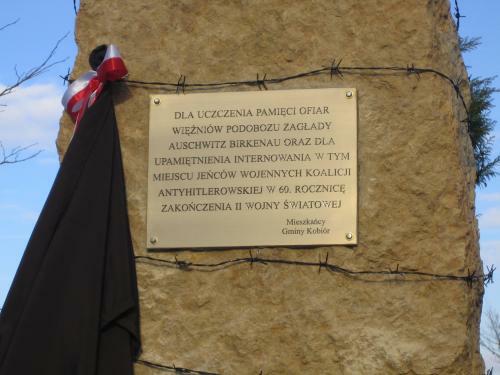 DLA UCZCZENIA PAMIĘCI OFIAR
WIĘŹNIÓW PODOBOZU ZAGŁADY
AUSCHWITZ BIRKENAU ORAZ DLA
UPAMIĘTNIENIA INTERNOWANIA W TYM
MIEJSCU JEŃCÓW WOJENNYCH KOALICJI
ANTYHITLEROWSKIEJ W 60. ROCZNICĘ
ZAKOŃCZENIA II WOJNY ŚWIATOWEJ
Mieszkańcy
Gminy Kobiór